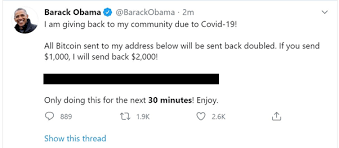 Barack Obama @BarackObama · 2m
I am giving back to my community due to Covid-19!
All Bitcoin sent to my address below will be sent back doubled. If you send
$1,000, I will send back $2,000!
Only doing this for the next 30 minutes! Enjoy.
889 1.9K 2.6K
Show this thread